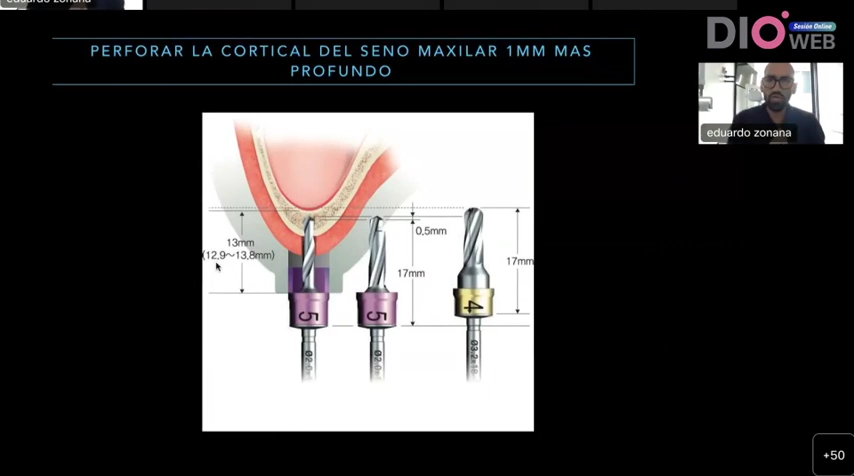 eduardo zonana
PERFORAR LA CORTICAL DEL SENO MAXILAR 1MM MAS
PROFUNDO
DIO Sesión Online
WEB
eduardo zonana
13mm
(12,9~13,8mm)
0,5mm
17mm
17mm
5
5
4
+50